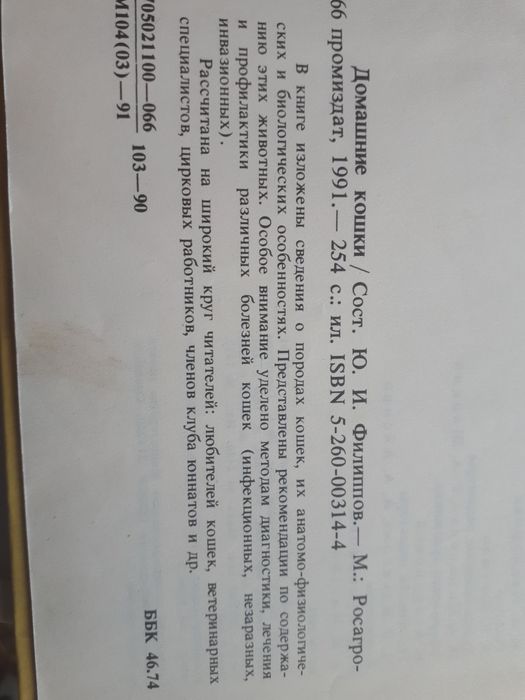 Домашние кошки / Сост. Ю. И. Филиппов.— М.: Росагро-
66 промиздат, 1991.— 254 с.: ил. ISBN 5-260-00314-4
В книге изложены сведения о породах кошек, их анатомо-физиологиче-
ских и биологических особенностях. Представлены рекомендации по содержа-
нию этих животных. Особое внимание уделено методам диагностики, лечения
и профилактики различных болезней кошек (инфекционных, незаразных,
инвазионных).
Рассчитана на широкий круг читателей: любителей кошек, ветеринарных
специалистов, цирковых работников, членов клуба юннатов и др.
705021100—066
М104(03)—91
103—90
ББК 46.74